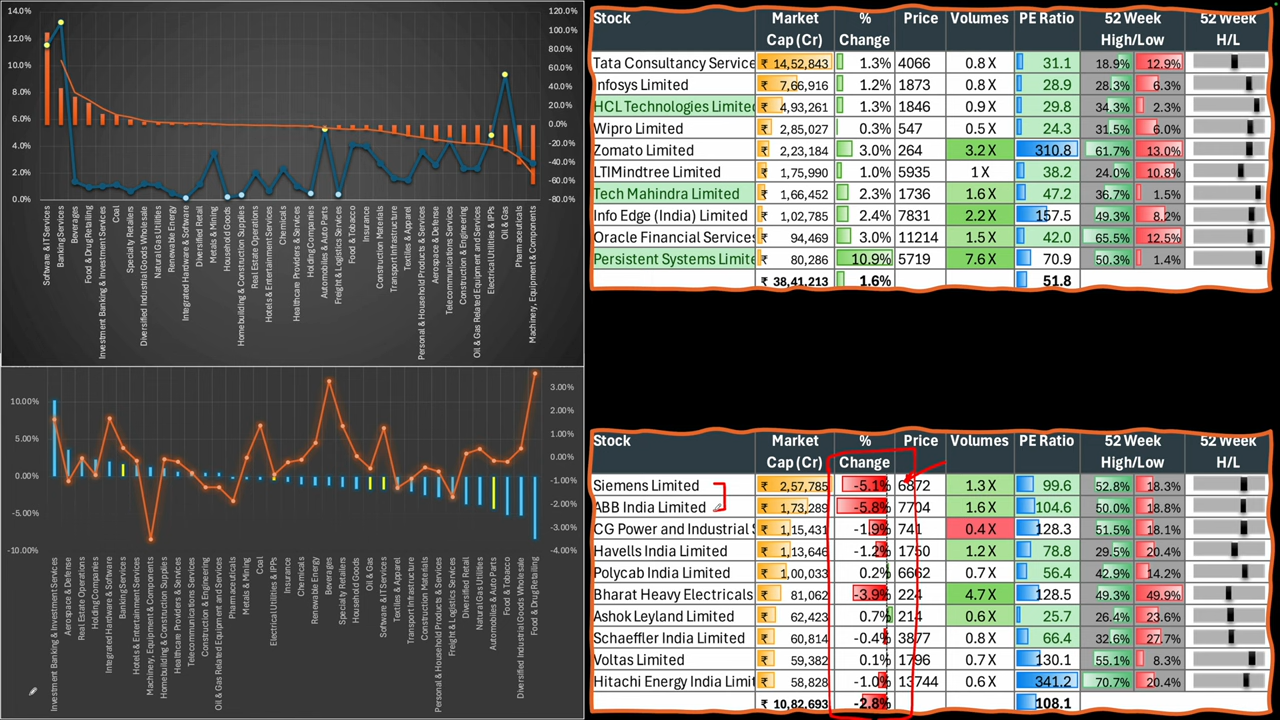 14.0%
12.0%
10.0%
8.0%
6.0%
4.0%
2.0%
0.0%
120.0%
100.0%
80.0%
60.0%
40.0%
20.0%
0.0%
-20.0%
-40.0%
-60.0%
-80.0%
Software & IT Services
Banking Services
Beverages
Food & Drug Retailing
Investment Banking & Investment Services
Coal
Specialty Retailers
Diversified Industrial Goods Wholesale
Natural Gas Utilities
Renewable Energy
Integrated Hardware & Software
Diversified Retail
Metals & Mining
Household Goods
Homebuilding & Construction Supplies
Real Estate Operations
Hotels & Entertainment Services
Chemicals
Healthcare Providers & Services
Holding Companies
Automobiles & Auto Parts
Freight & Logistics Services
Food & Tobacco
Insurance
Construction Materials
Transport Infrastructure
Textiles & Apparel
Personal & Household Products & Services
Aerospace & Defense
Telecommunications Services
Construction & Engineering
Oil & Gas Related Equipment and Services
Electrical Utilities & IPPs
Oil & Gas
Pharmaceuticals
Machinery, Equipment & Components
10.00%
5.00%
0.00%
-5.00%
-10.00%
3.00%
2.00%
1.00%
0.00%
-1.00%
-2.00%
-3.00%
-4.00%
Investment Banking & Investment Services
Aerospace & Defense
Real Estate Operations
Holding Companies
Integrated Hardware & Software
Banking Services
Hotels & Entertainment Services
Machinery, Equipment & Components
Homebuilding & Construction Supplies
Healthcare Providers & Services
Telecommunications Services
Construction & Engineering
Oil & Gas Related Equipment and Services
Pharmaceuticals
Metals & Mining
Coal
Electrical Utilities & IPPs
Insurance
Chemicals
Renewable Energy
Beverages
Specialty Retailers
Household Goods
Oil & Gas
Software & IT Services
Textiles & Apparel
Transport Infrastructure
Construction Materials
Personal & Household Products & Services
Freight & Logistics Services
Diversified Retail
Natural Gas Utilities
Automobiles & Auto Parts
Food & Tobacco
Diversified Industrial Goods Wholesale
Food & Drug Retailing
Stock Market Cap (Cr) % Change Price Volumes PE Ratio 52 Week High/Low 52 Week H/L
Tata Consultancy Service ₹ 14,52,843 1.3% 4066 0.8 X 31.1 18.9% 12.9%
Infosys Limited ₹ 7,66,916 1.2% 1873 0.8 X 28.9 28.3% 6.3%
HCL Technologies Limited ₹ 4,93,261 1.3% 1846 0.9 X 29.8 34.3% 2.3%
Wipro Limited ₹ 2,85,027 0.3% 547 0.5 X 24.3 31.5% 6.0%
Zomato Limited ₹ 2,23,184 3.0% 264 3.2 X 310.8 61.7% 13.0%
LTIMindtree Limited ₹ 1,75,990 1.0% 5935 1 X 38.2 24.0% 10.8%
Tech Mahindra Limited ₹ 1,66,452 2.3% 1736 1.6 X 47.2 36.7% 1.5%
Info Edge (India) Limited ₹ 1,02,785 2.4% 7831 2.2 X 157.5 49.3% 8.2%
Oracle Financial Services ₹ 94,469 3.0% 11214 1.5 X 42.0 65.5% 12.5%
Persistent Systems Limite ₹ 80,286 10.9% 5719 7.6 X 70.9 50.3% 1.4%
₹ 38,41,213 1.6% 51.8
Stock Market Cap (Cr) % Change Price Volumes PE Ratio 52 Week High/Low 52 Week H/L
Siemens Limited ₹ 2,57,785 -5.1% 6872 1.3 X 99.6 52.8% 18.3%
ABB India Limited ₹ 1,73,289 -5.8% 7704 1.6 X 104.6 50.0% 18.8%
CG Power and Industrial S ₹ 1,15,431 -1.9% 741 0.4 X 128.3 51.5% 18.1%
Havells India Limited ₹ 1,13,646 -1.2% 1750 1.2 X 78.8 29.5% 20.4%
Polycab India Limited ₹ 1,00,033 0.2% 6662 0.7 X 56.4 42.9% 14.2%
Bharat Heavy Electricals ₹ 81,062 -3.9% 224 4.7 X 128.5 49.3% 49.9%
Ashok Leyland Limited ₹ 62,423 0.7% 214 0.6 X 25.7 26.4% 23.6%
Schaeffler India Limited ₹ 60,814 -0.4% 3877 0.8 X 66.4 32.6% 27.7%
Voltas Limited ₹ 59,382 0.1% 1796 0.7 X 130.1 55.1% 8.3%
Hitachi Energy India Limit ₹ 58,828 -1.0% 13744 0.6 X 341.2 70.7% 20.4%
₹ 10,82,693 -2.8% 108.1